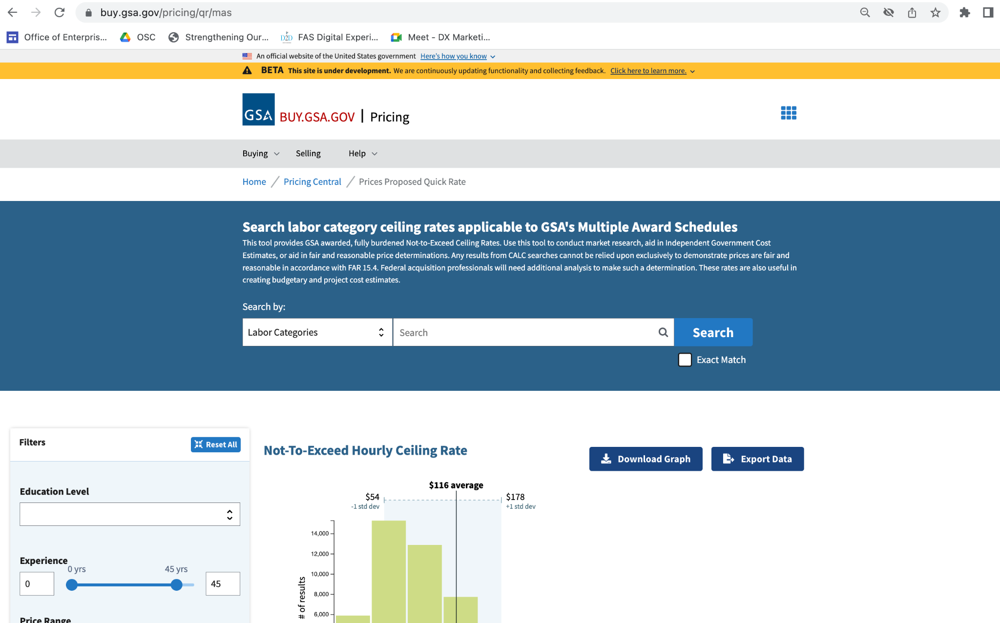 buy.gsa.gov/pricing/qr/mas
Office of Enterpris... OSC Strengthening Our... D2D FAS Digital Experi... Meet - DX Marketi...
An official website of the United States government Here's how you know
BETA This site is under development. We are continuously updating functionality and collecting feedback. Click here to learn more.
GSA BUY.GSA.GOV | Pricing
Buying Selling Help
Home / Pricing Central / Prices Proposed Quick Rate
Search labor category ceiling rates applicable to GSA's Multiple Award Schedules
This tool provides GSA awarded, fully burdened Not-to-Exceed Ceiling Rates. Use this tool to conduct market research, aid in Independent Government Cost
Estimates, or aid in fair and reasonable price determinations. Any results from CALC searches cannot be relied upon exclusively to demonstrate prices are fair and
reasonable in accordance with FAR 15.4. Federal acquisition professionals will need additional analysis to make such a determination. These rates are also useful in
creating budgetary and project cost estimates.
Search by:
Labor Categories Search Search
Exact Match
Filters Reset All
Education Level
Experience
0 yrs 45 yrs
0 45
Price Range
Not-To-Exceed Hourly Ceiling Rate
Download Graph Export Data
$116 average
$54 $178
-1 std dev +1 std dev
14,000
12,000
10,000
8,000
6,000
# of results